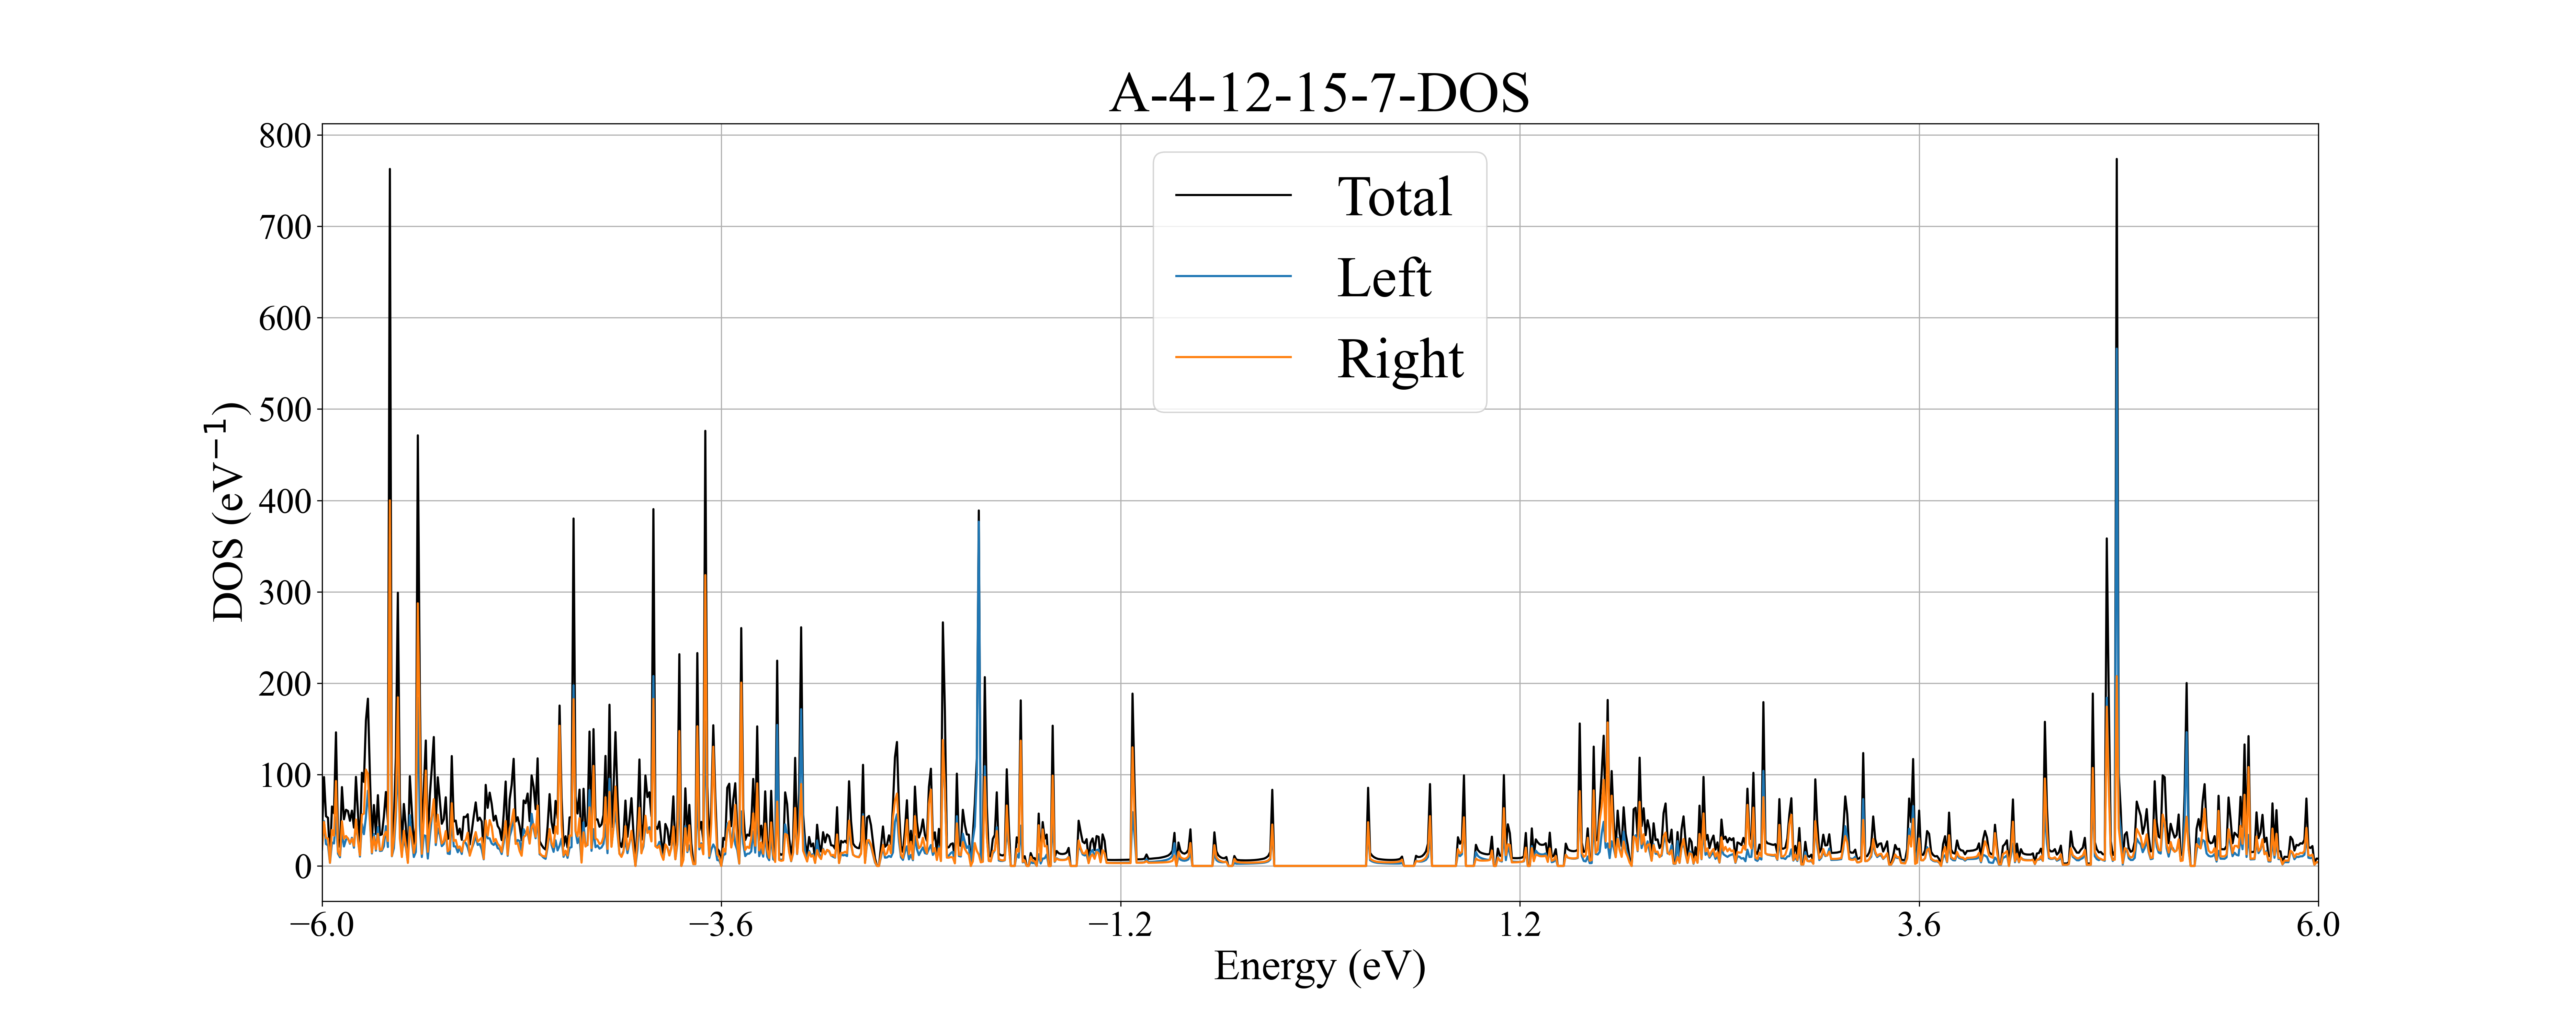 A-4-12-15-7-DOS
Total
Left
Right
DOS (eV⁻¹)
800
700
600
500
400
300
200
100
0
−6.0 −3.6 −1.2 1.2 3.6 6.0
Energy (eV)